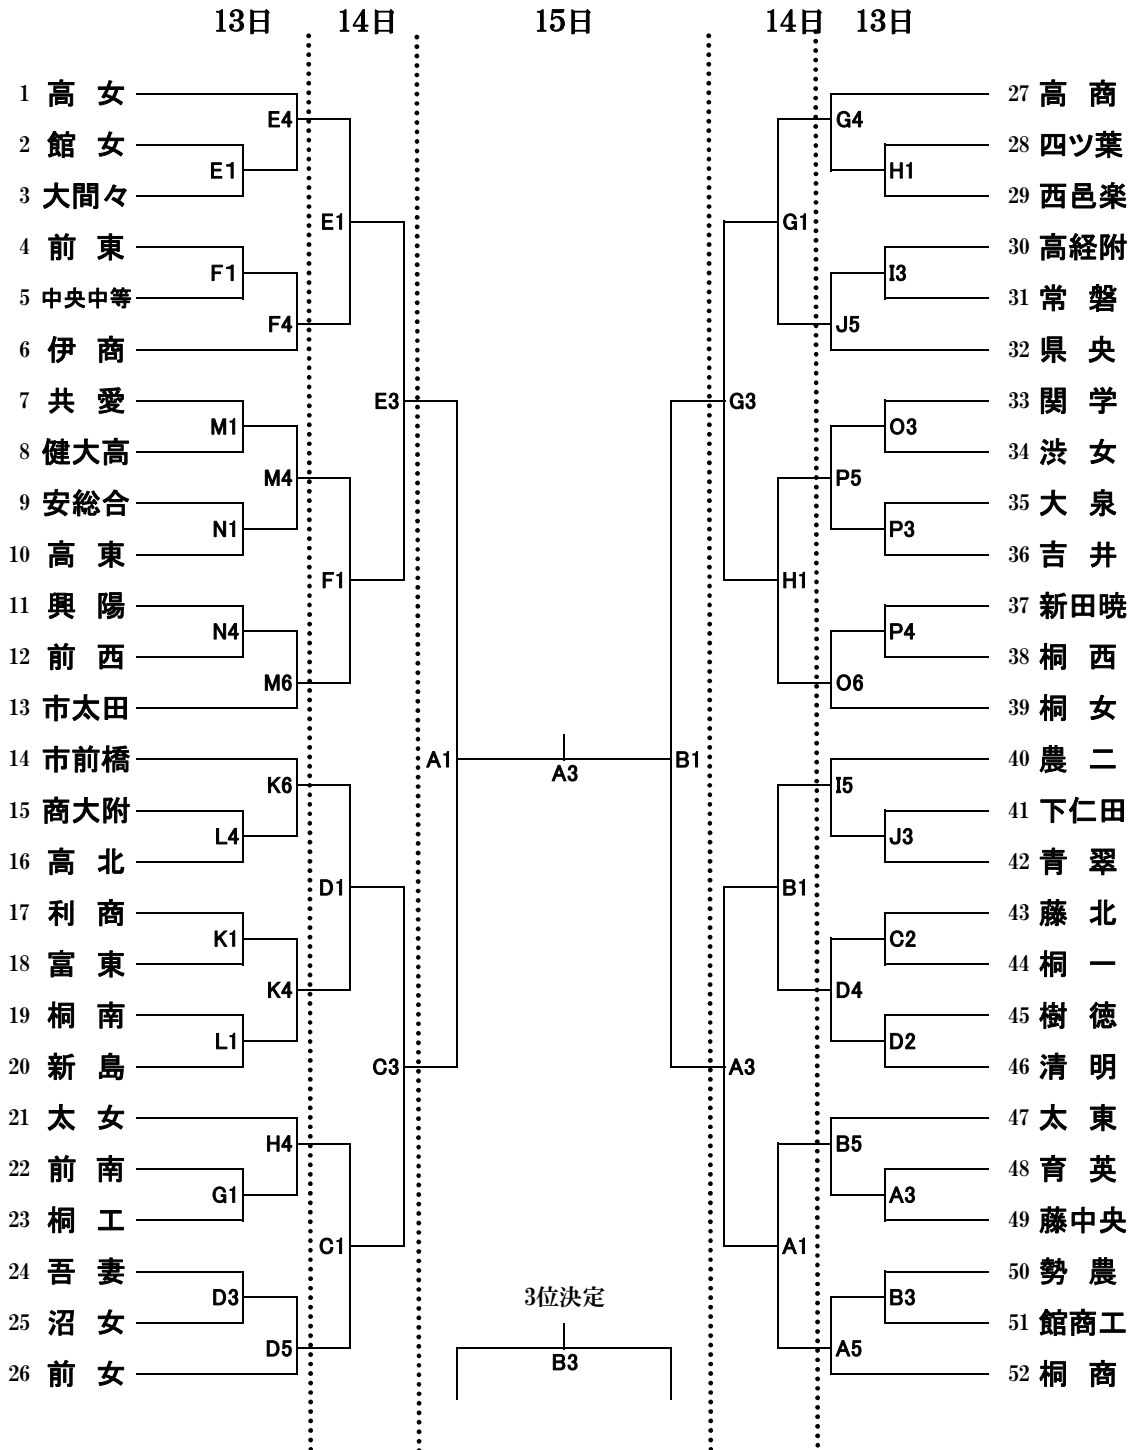 13日 14日 15日 14日 13日
1 高 女 27 高 商
E4 G4
2 館 女 28 四ツ葉
E1 H1
3 大間々 29 西邑楽
E1 G1
4 前 東 30 高経附
F1 I3
5 中央中等 31 常 磐
F4 J5
6 伊 商 32 県 央
7 共 愛 E3 G3 33 関 学
M1 O3
8 健大高 34 渋 女
M4 P5
9 安総合 35 大 泉
N1 P3
10 高 東 36 吉 井
F1 H1
11 興 陽 37 新田暁
N4 P4
12 前 西 38 桐 西
M6 O6
13 市太田 39 桐 女
14 市前橋 A1 A3 B1 40 農 二
K6 I5
15 商大附 41 下仁田
L4 J3
16 高 北 42 青 翠
D1 B1
17 利 商 43 藤 北
K1 C2
18 富 東 44 桐 一
K4 D4
19 桐 南 45 樹 徳
L1 D2
20 新 島 C3 A3 46 清 明
21 太 女 47 太 東
H4 B5
22 前 南 48 育 英
G1 A3
23 桐 工 49 藤中央
C1 A1
24 吾 妻 50 勢 農
D3 3位決定 B3
25 沼 女 51 館商工
D5 B3 A5
26 前 女 52 桐 商